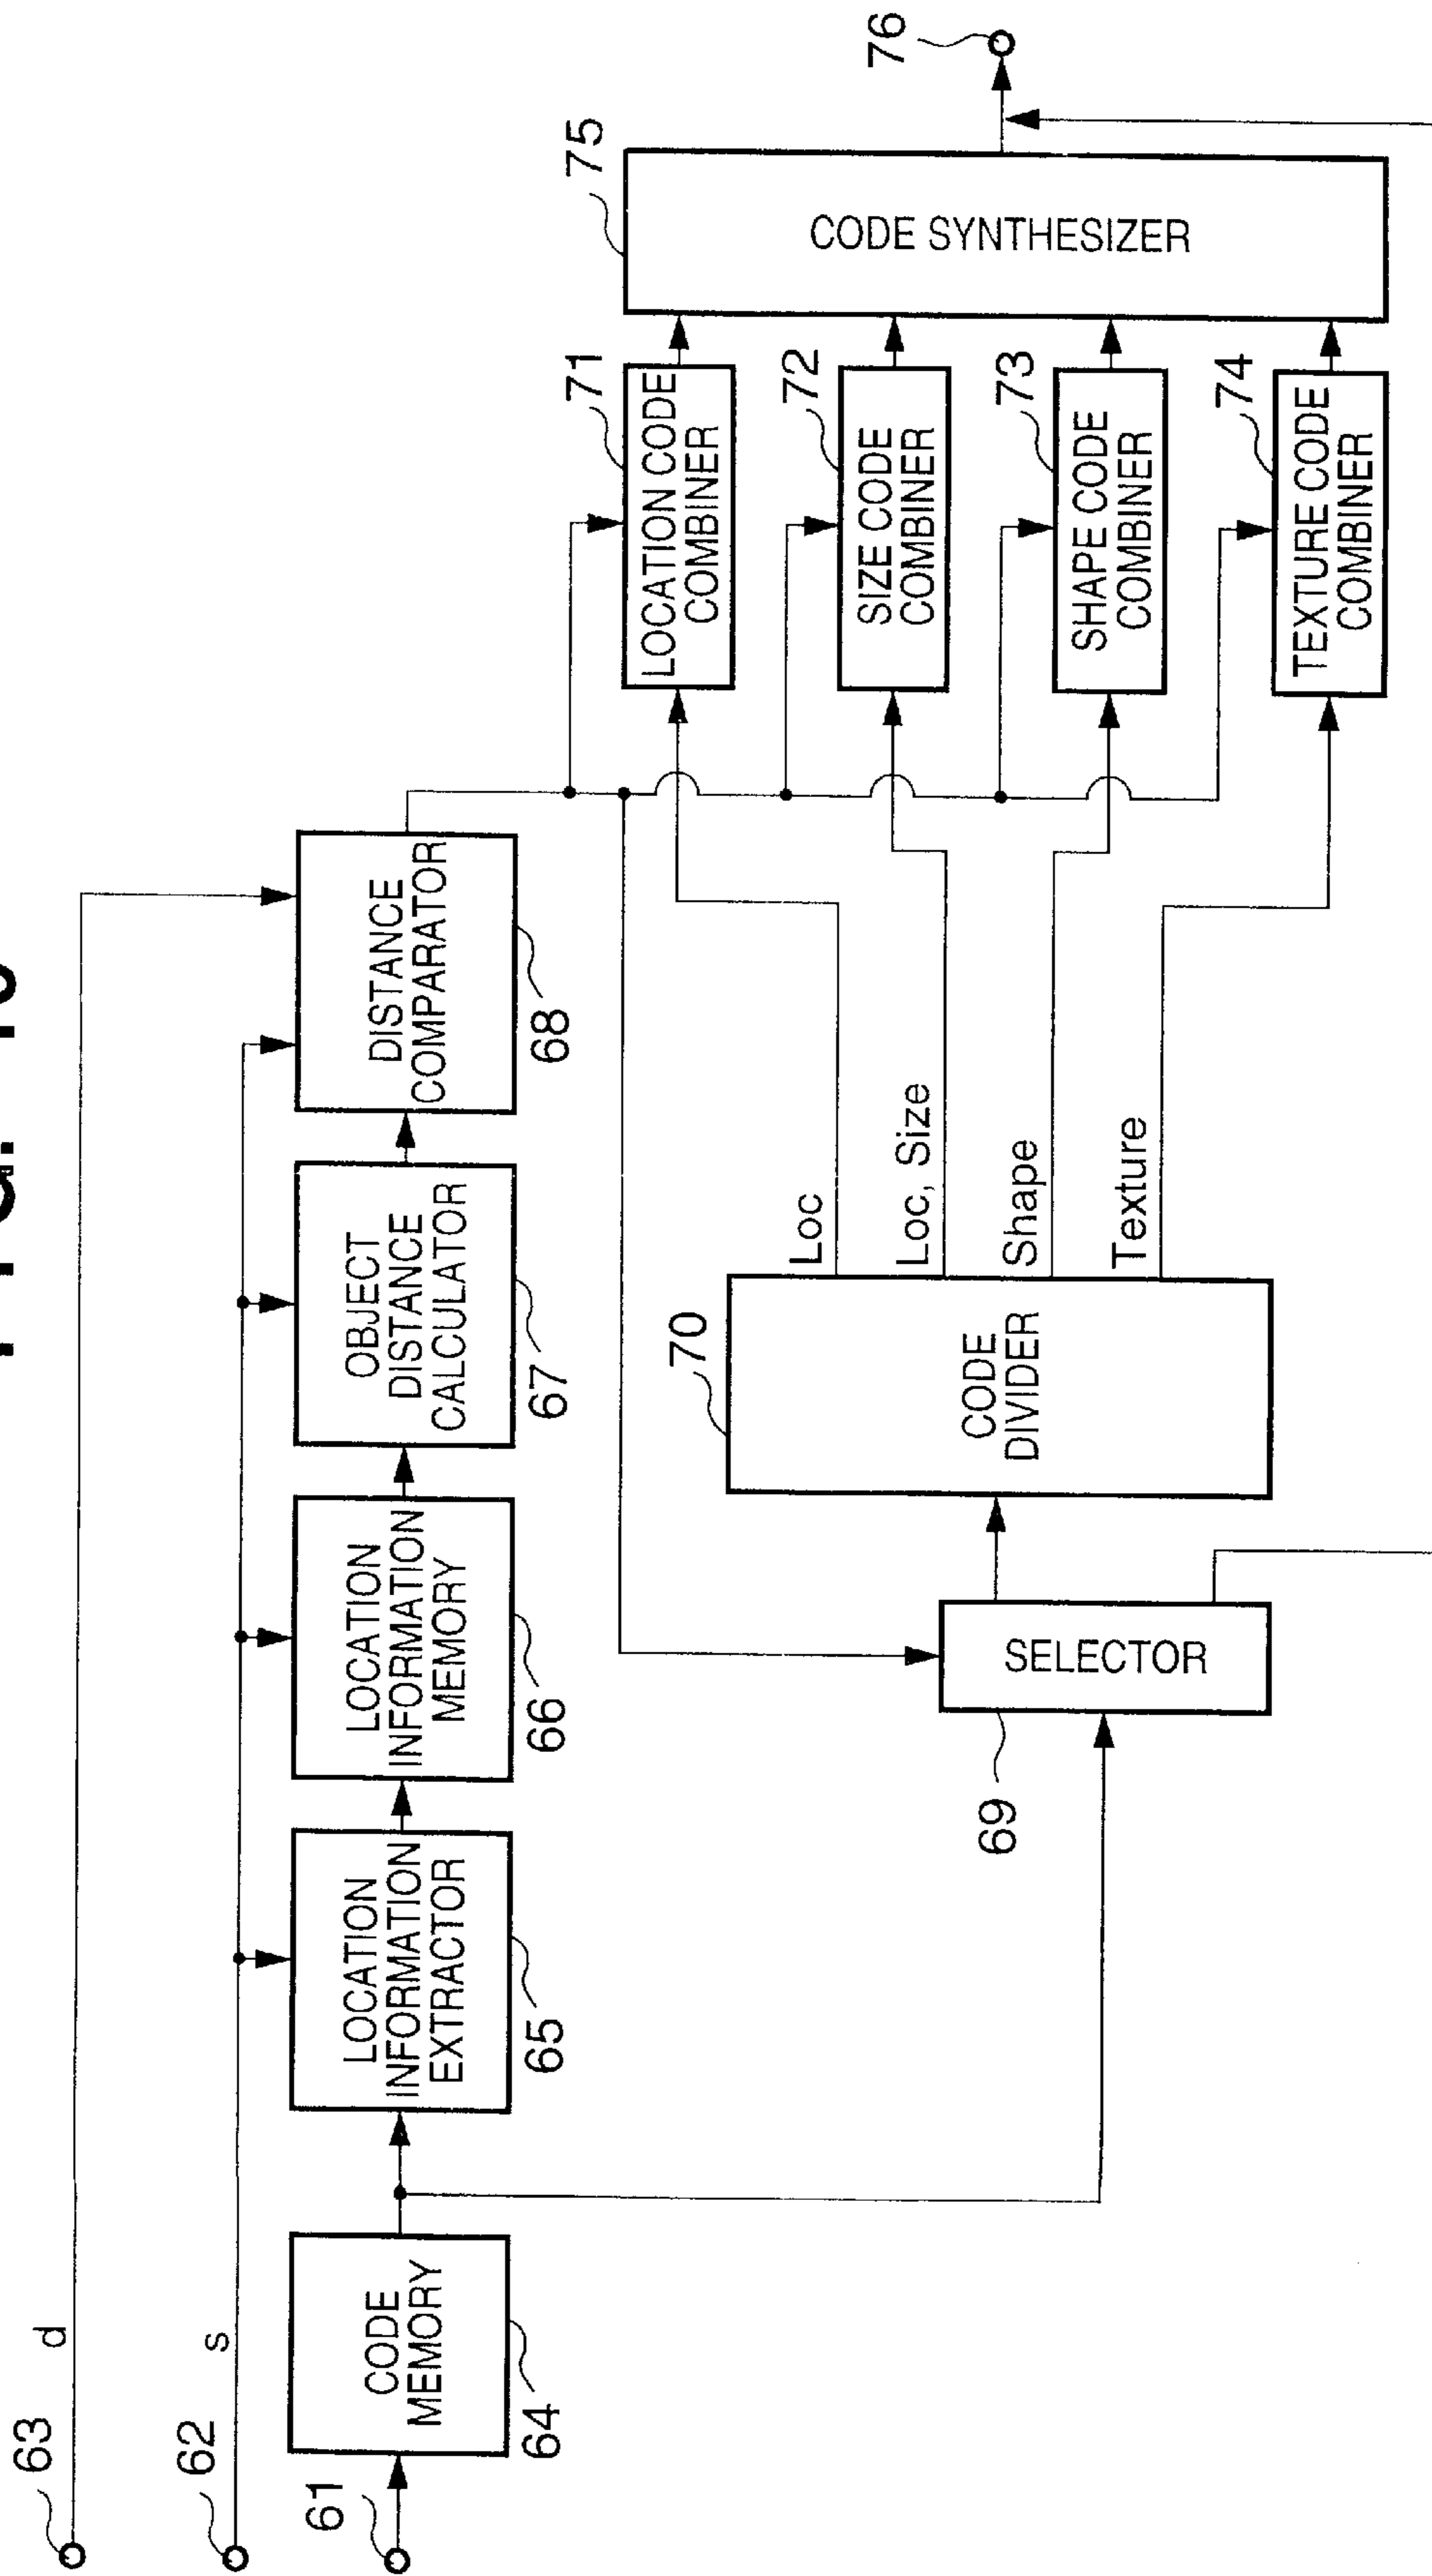 63
d
62
s
61
CODE
MEMORY
64
LOCATION
INFORMATION
EXTRACTOR
65
LOCATION
INFORMATION
MEMORY
66
OBJECT
DISTANCE
CALCULATOR
67
DISTANCE
COMPARATOR
68
SELECTOR
69
CODE
DIVIDER
70
Loc
Loc, Size
Shape
Texture
LOCATION CODE
COMBINER
71
SIZE CODE
COMBINER
72
SHAPE CODE
COMBINER
73
TEXTURE CODE
COMBINER
74
CODE SYNTHESIZER
75
76